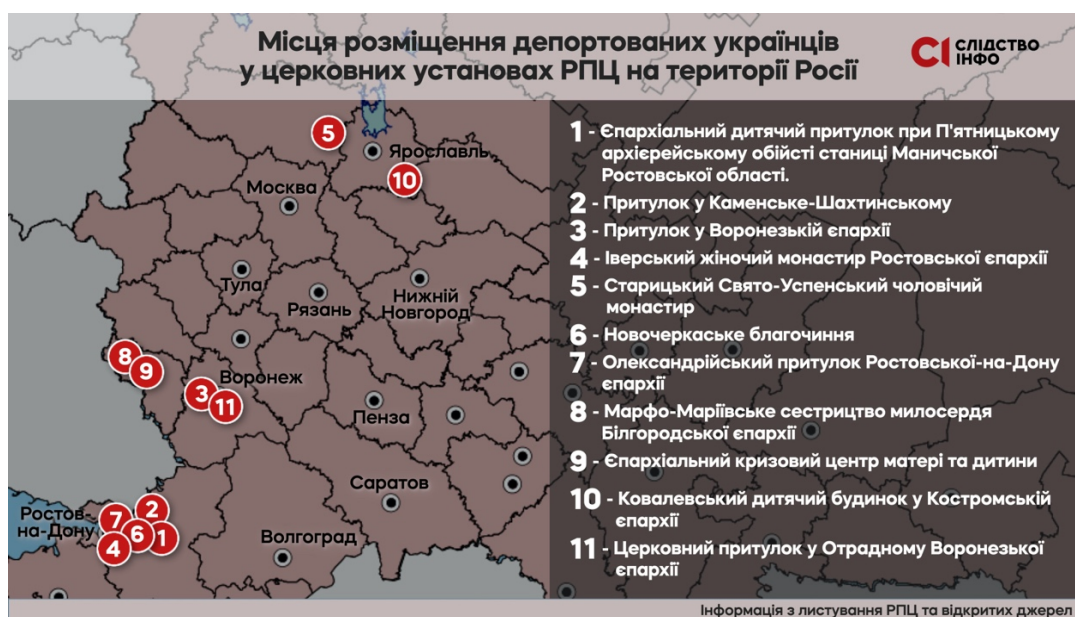 Місця розміщення депортованих українців
у церковних установах РПЦ на території Росії
СІ СЛІДСТВО
ІНФО
5
Ярославль
10
Москва
Тула
Рязань
Нижній
Новгород
8
9
Воронеж
3
11
Пенза
Саратов
Ростов-
на-Дону
7
2
6
1
4
Волгоград
1 - Єпархіальний дитячий притулок при П'ятницькому
архієрейському обійсті станиці Маничської
Ростовської області.
2 - Притулок у Каменське-Шахтинському
3 - Притулок у Воронезькій єпархії
4 - Іверський жіночий монастир Ростовської єпархії
5 - Старицький Свято-Успенський чоловічий
монастир
6 - Новочеркаське благочиння
7 - Олександрійський притулок Ростовської-на-Дону
єпархії
8 - Марфо-Маріївське сестрицтво милосердя
Білгородської єпархії
9 - Єпархіальний кризовий центр матері та дитини
10 - Ковалевський дитячий будинок у Костромській
єпархії
11 - Церковний притулок у Отрадному Воронезької
єпархії
Інформація з листування РПЦ та відкритих джерел